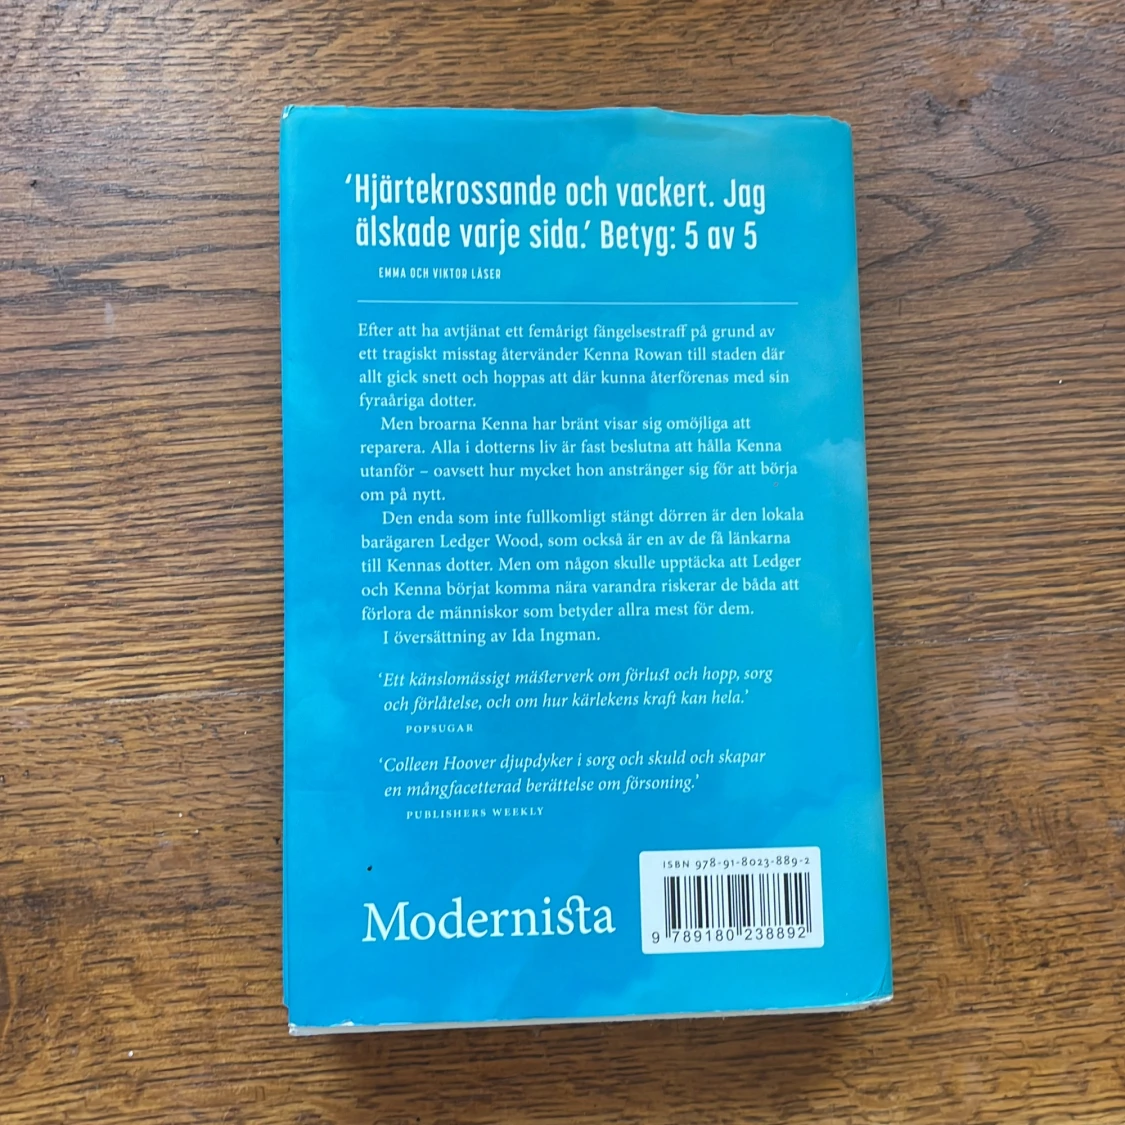 ‘Hjärtekrossande och vackert. Jag
älskade varje sida.’ Betyg: 5 av 5
EMMA OCH VIKTOR LÄSER
Efter att ha avtjänat ett femårigt fängelsestraff på grund av
ett tragiskt misstag återvänder Kenna Rowan till staden där
allt gick snett och hoppas att där kunna återförenas med sin
fyraåriga dotter.
Men broarna Kenna har bränt visar sig omöjliga att
reparera. Alla i dotterns liv är fast beslutna att hålla Kenna
utanför – oavsett hur mycket hon anstränger sig för att börja
om på nytt.
Den enda som inte fullkomligt stängt dörren är den lokala
barägaren Ledger Wood, som också är en av de få länkarna
till Kennas dotter. Men om någon skulle upptäcka att Ledger
och Kenna börjat komma nära varandra riskerar de båda att
förlora de människor som betyder allra mest för dem.
I översättning av Ida Ingman.
‘Ett känslomässigt mästerverk om förlust och hopp, sorg
och förlåtelse, och om hur kärlekens kraft kan hela.’
POPSUGAR
‘Colleen Hoover djupdyker i sorg och skuld och skapar
en mångfacetterad berättelse om försoning.’
PUBLISHERS WEEKLY
Modernista
ISBN 978-91-8023-889-2
9 789180 238892